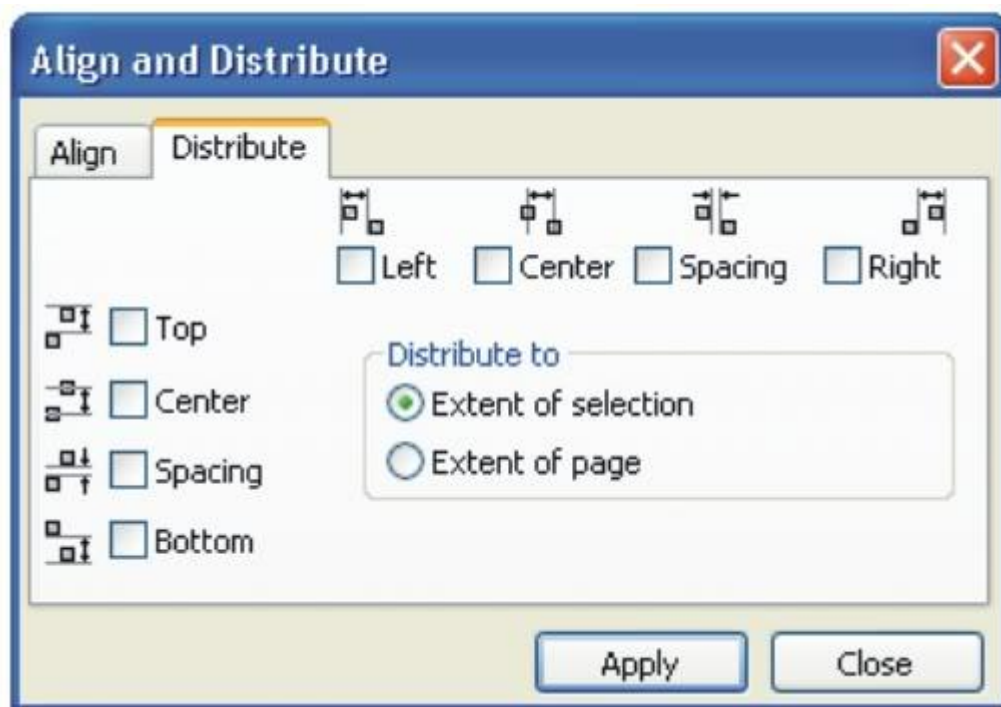 Align and Distribute
Align Distribute
Left Center Spacing Right
Top
Distribute to
Extent of selection
Center
Extent of page
Spacing
Bottom
Apply Close